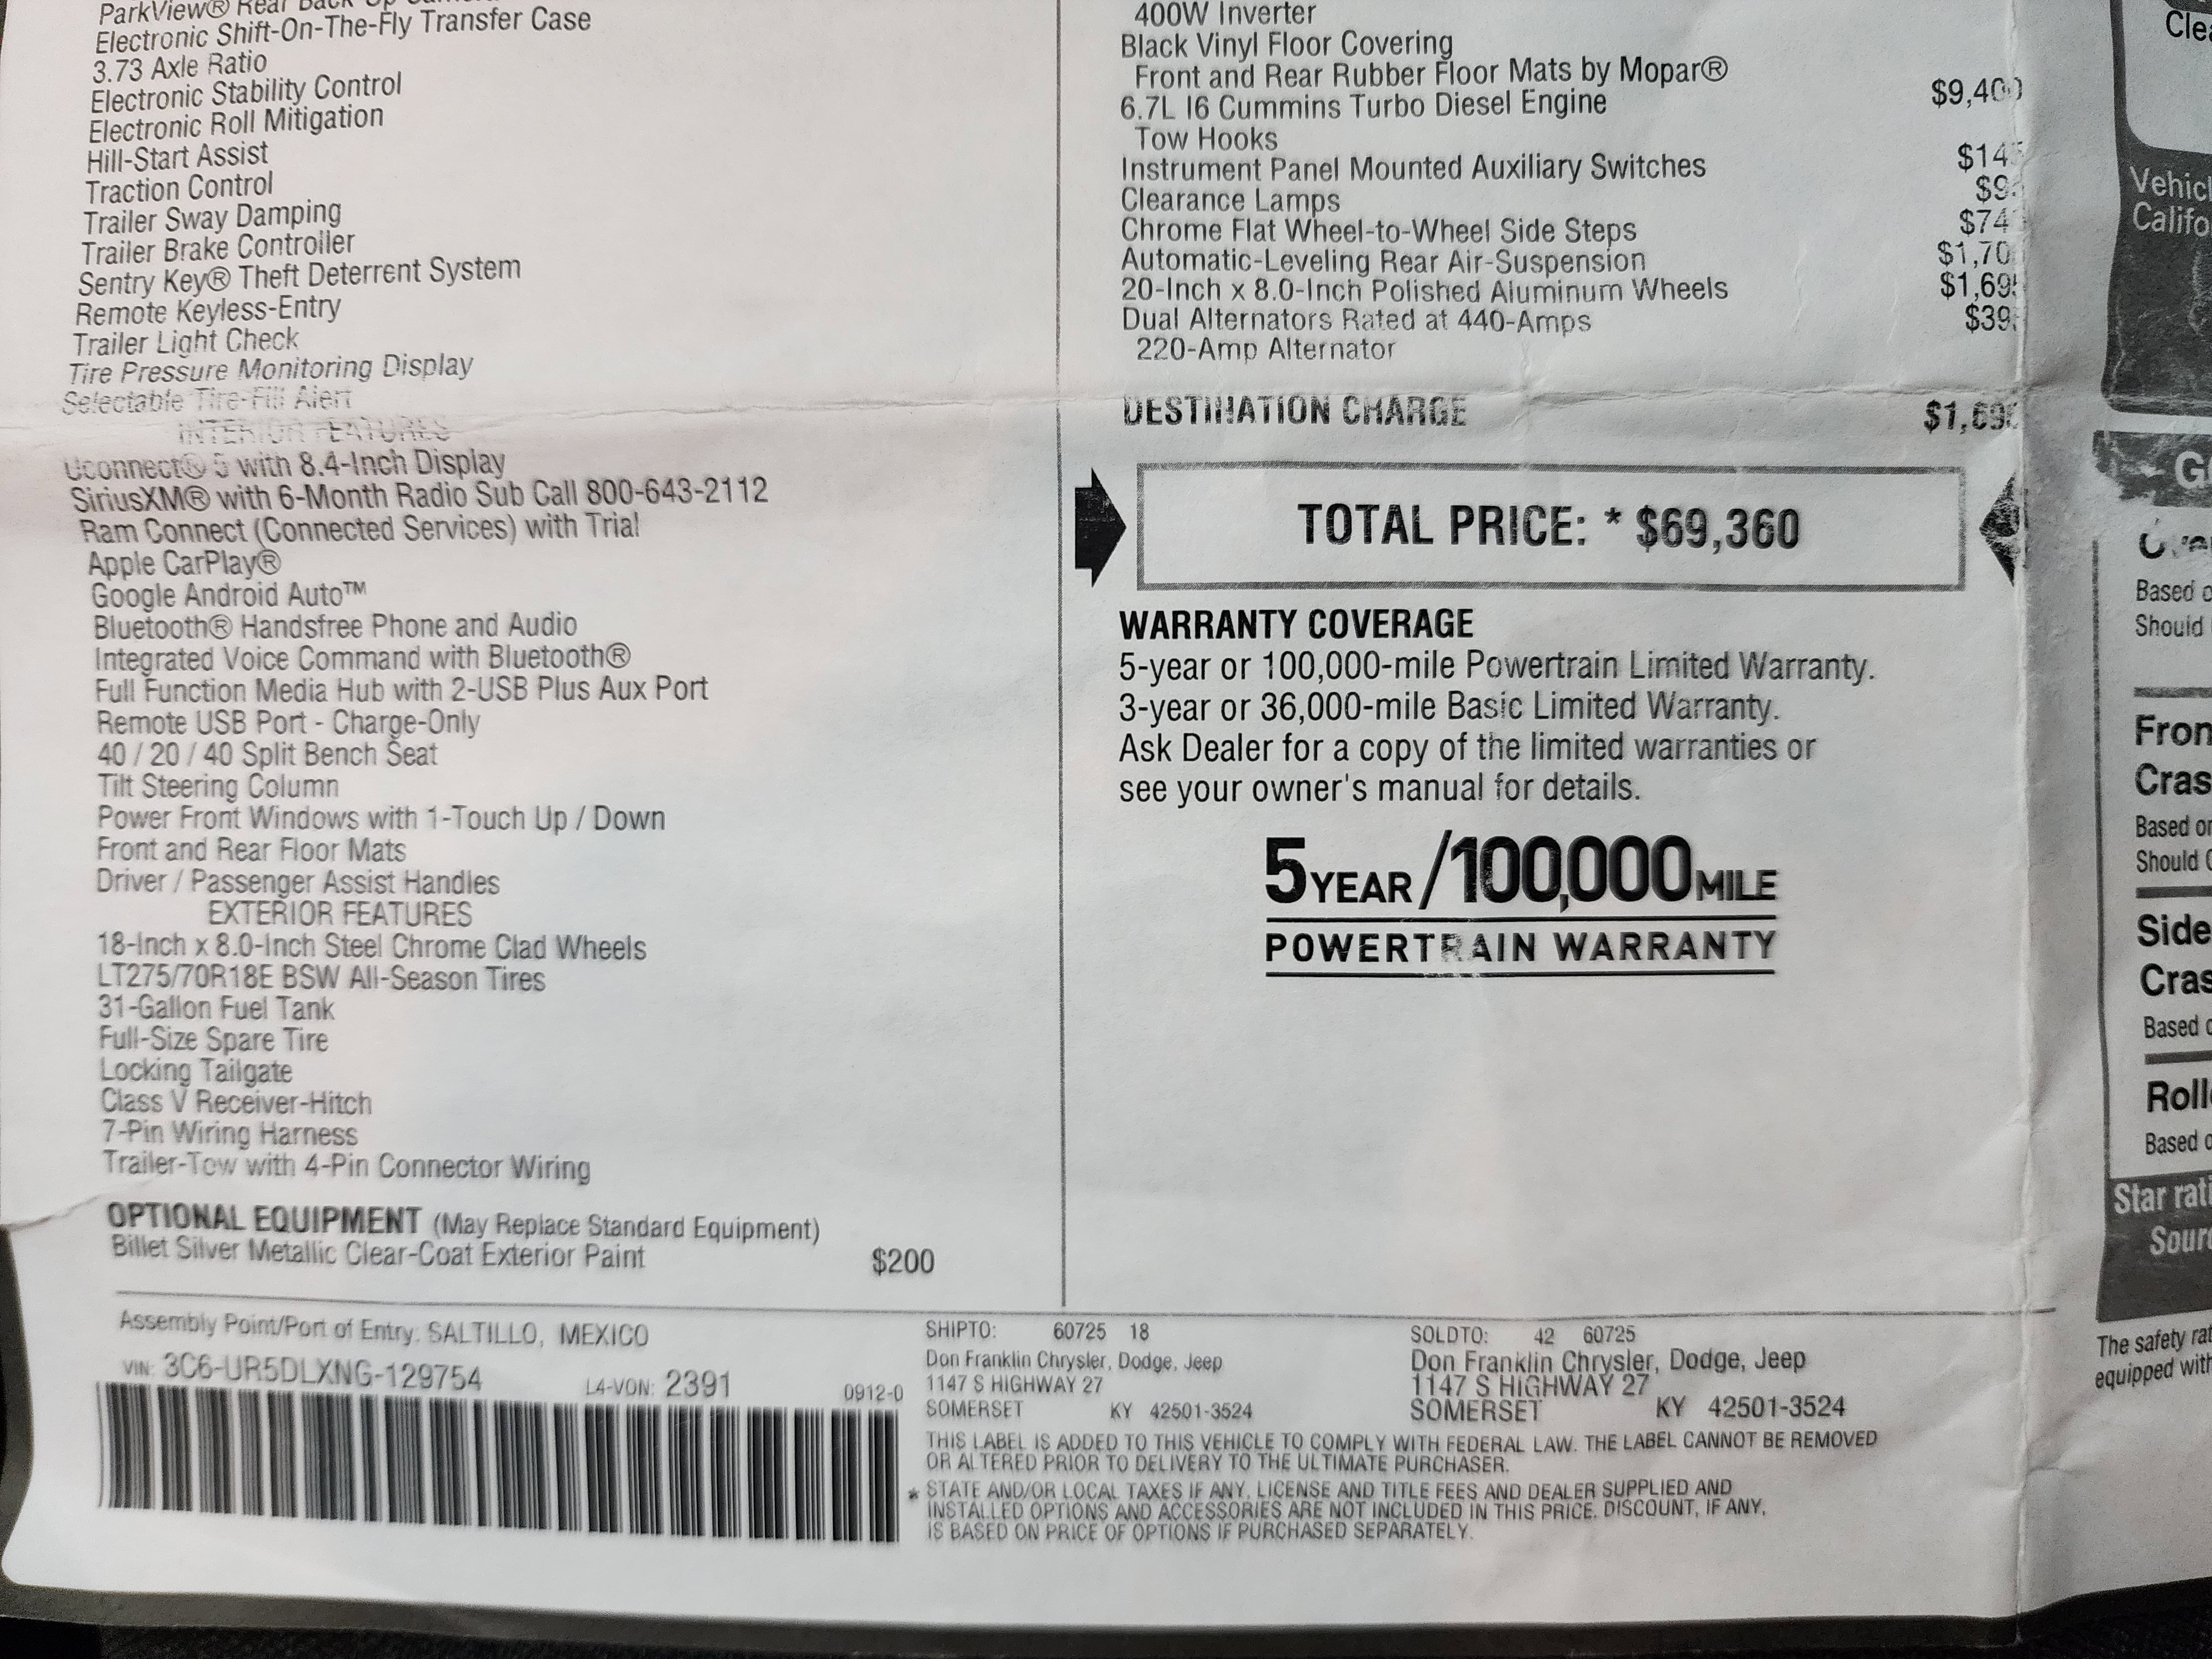 ParkView® Rear Back
Electronic Shift-On-The-Fly Transfer Case
3.73 Axle Ratio
Electronic Stability Control
Electronic Roll Mitigation
Hill-Start Assist
Traction Control
Trailer Sway Damping
Trailer Brake Controller
Sentry Key® Theft Deterrent System
Remote Keyless-Entry
Trailer Light Check
Tire Pressure Monitoring Display
Selectable Tire-Fill Alert
INTERIOR FEATURES
Uconnect® 5 with 8.4-Inch Display
SiriusXM® with 6-Month Radio Sub Call 800-643-2112
Ram Connect (Connected Services) with Trial
Apple CarPlay®
Google Android Auto™
Bluetooth® Handsfree Phone and Audio
Integrated Voice Command with Bluetooth®
Full Function Media Hub with 2-USB Plus Aux Port
Remote USB Port - Charge-Only
40 / 20 / 40 Split Bench Seat
Tilt Steering Column
Power Front Windows with 1-Touch Up / Down
Front and Rear Floor Mats
Driver / Passenger Assist Handles
EXTERIOR FEATURES
18-Inch x 8.0-Inch Steel Chrome Clad Wheels
LT275/70R18E BSW All-Season Tires
31-Gallon Fuel Tank
Full-Size Spare Tire
Locking Tailgate
Class V Receiver-Hitch
7-Pin Wiring Harness
Trailer-Tow with 4-Pin Connector Wiring
OPTIONAL EQUIPMENT (May Replace Standard Equipment)
Billet Silver Metallic Clear-Coat Exterior Paint $200
400W Inverter
Black Vinyl Floor Covering
Front and Rear Rubber Floor Mats by Mopar®
6.7L I6 Cummins Turbo Diesel Engine $9,400
Tow Hooks
Instrument Panel Mounted Auxiliary Switches
Clearance Lamps
Chrome Flat Wheel-to-Wheel Side Steps
Automatic-Leveling Rear Air-Suspension
20-Inch x 8.0-Inch Polished Aluminum Wheels $1,695
Dual Alternators Rated at 440-Amps
220-Amp Alternator
DESTINATION CHARGE
TOTAL PRICE: * $69,360
WARRANTY COVERAGE
5-year or 100,000-mile Powertrain Limited Warranty.
3-year or 36,000-mile Basic Limited Warranty.
Ask Dealer for a copy of the limited warranties or
see your owner's manual for details.
5 YEAR/100,000 MILE
POWERTRAIN WARRANTY
Assembly Point/Port of Entry: SALTILLO, MEXICO
VIN: 3C6-UR5DLXNG-129754 L4-VON: 2391
0912-0
SHIPTO: 60725 18
Don Franklin Chrysler, Dodge, Jeep
1147 S HIGHWAY 27
SOMERSET KY 42501-3524
SOLDTO: 42 60725
Don Franklin Chrysler, Dodge, Jeep
1147 S HIGHWAY 27
SOMERSET KY 42501-3524
THIS LABEL IS ADDED TO THIS VEHICLE TO COMPLY WITH FEDERAL LAW. THE LABEL CANNOT BE REMOVED
OR ALTERED PRIOR TO DELIVERY TO THE ULTIMATE PURCHASER.
* STATE AND/OR LOCAL TAXES IF ANY, LICENSE AND TITLE FEES AND DEALER SUPPLIED AND
INSTALLED OPTIONS AND ACCESSORIES ARE NOT INCLUDED IN THIS PRICE. DISCOUNT, IF ANY,
IS BASED ON PRICE OF OPTIONS IF PURCHASED SEPARATELY.
Based
Should
Based
Should
Side
Based
Based
Star
The safety
equipped with